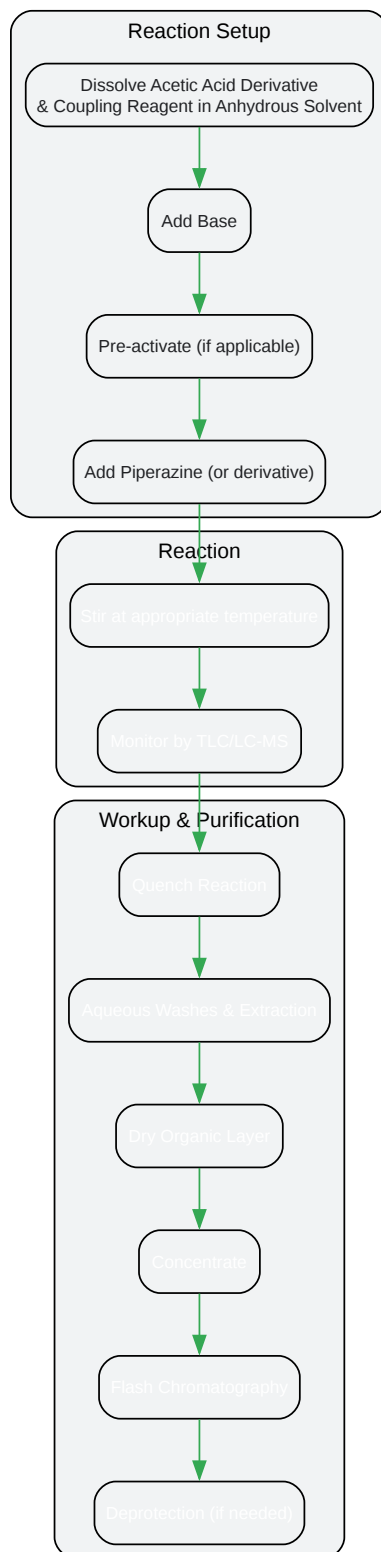 Reaction Setup
Dissolve Acetic Acid Derivative
& Coupling Reagent in Anhydrous Solvent
Add Base
Pre-activate (if applicable)
Add Piperazine (or derivative)
Reaction
Stir at appropriate temperature
Monitor by TLC/LC-MS
Workup & Purification
Quench Reaction
Aqueous Washes & Extraction
Dry Organic Layer
Concentrate
Flash Chromatography
Deprotection (if needed)